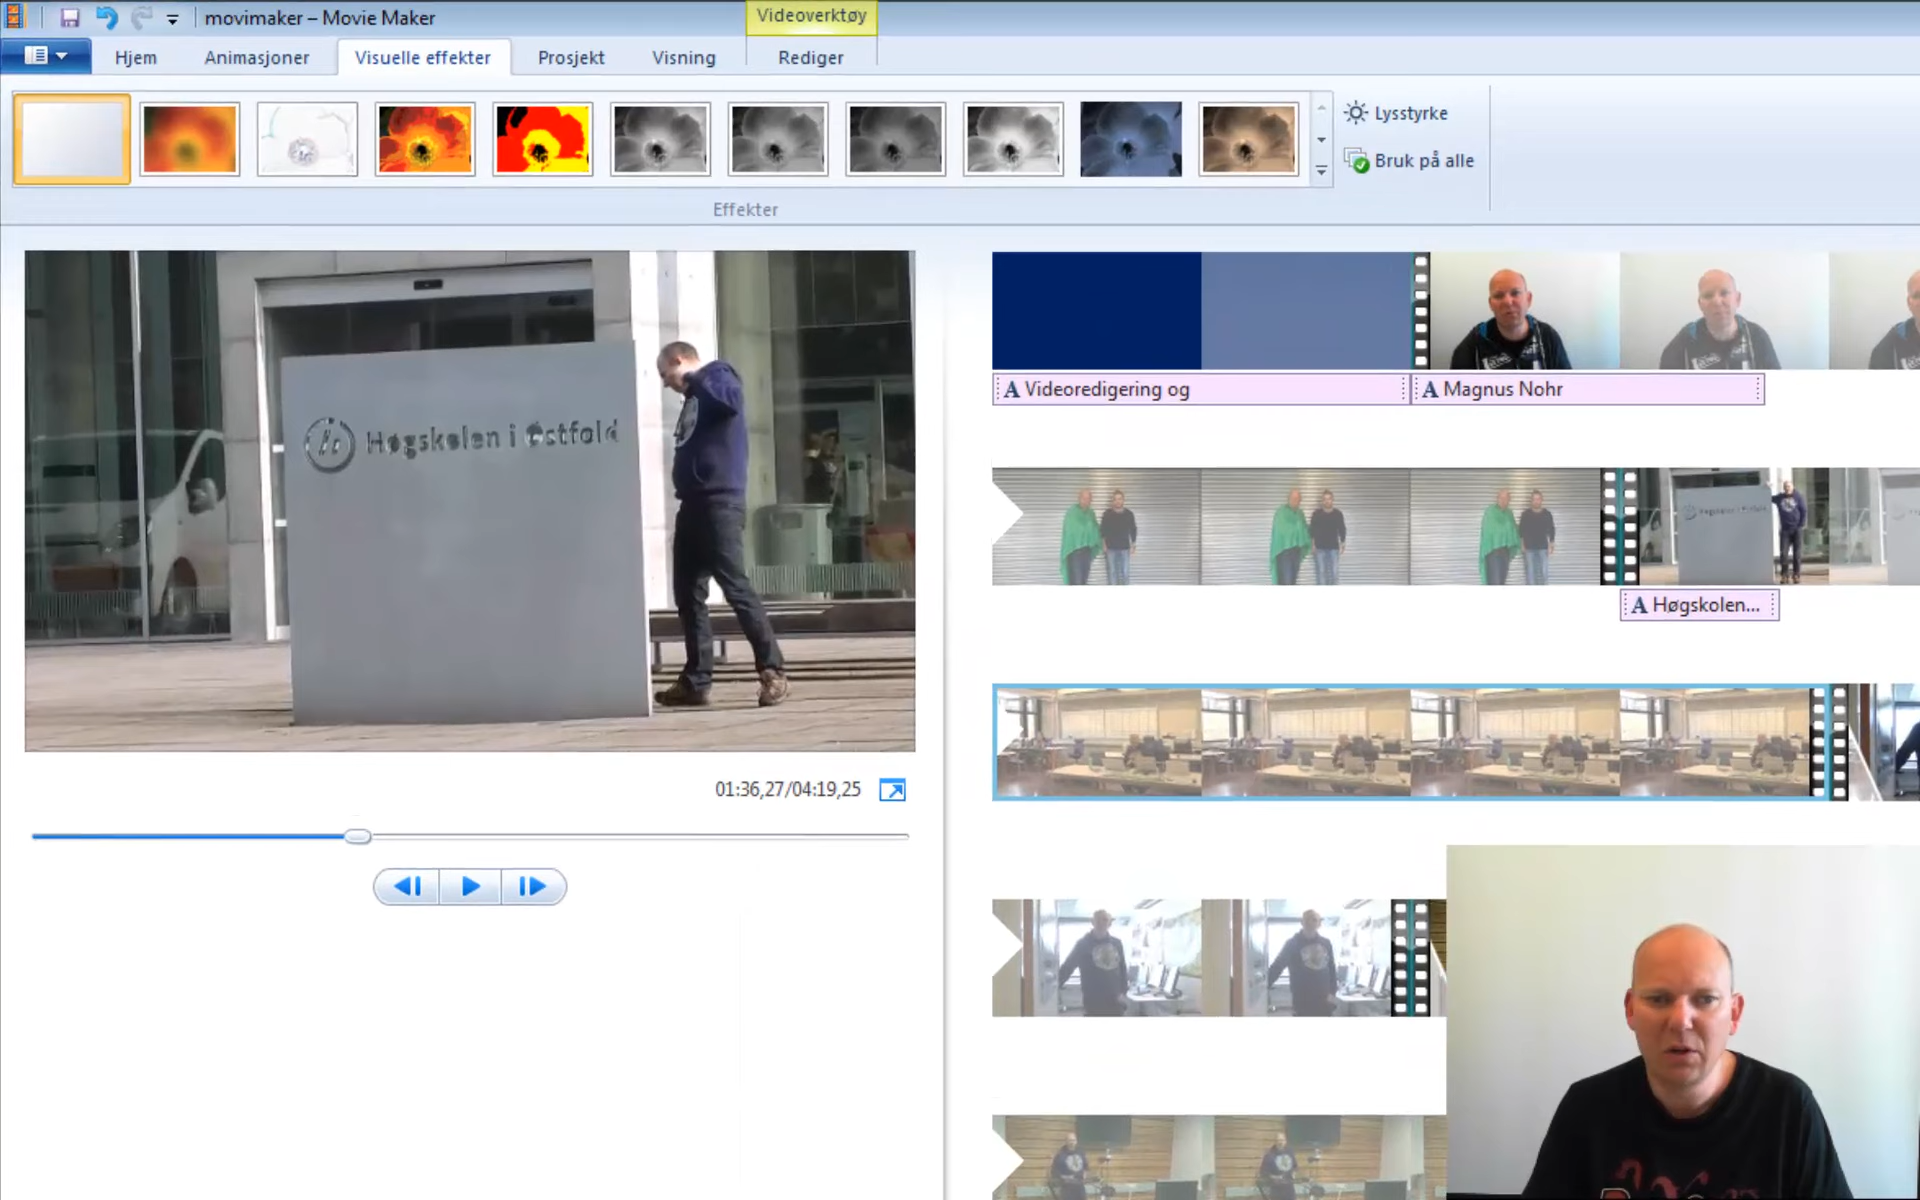 movimaker – Movie Maker
Videoverktøy
Hjem
Animasjoner
Visuelle effekter
Prosjekt
Visning
Rediger
Lysstyrke
Bruk på alle
Effekter
Høgskolen i Østfold
01:36,27/04:19,25
A Videoredigering og
A Magnus Nohr
A Høgskolen...